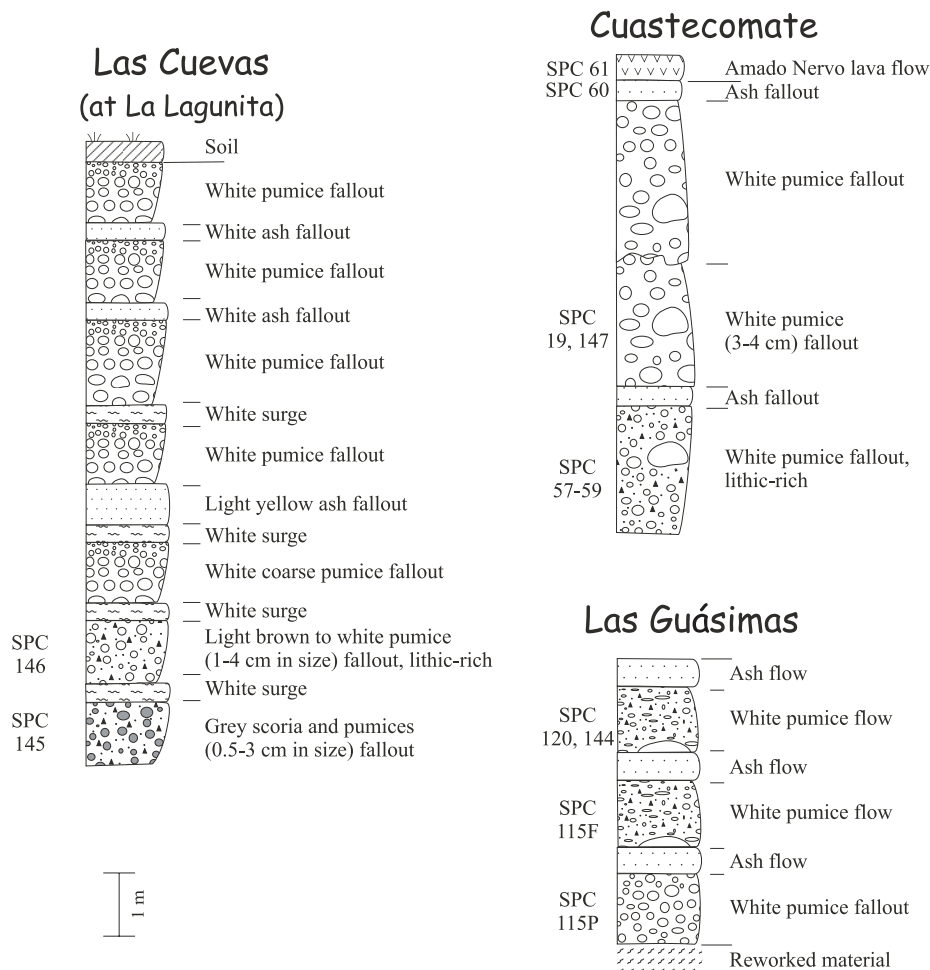 Las Cuevas
(at La Lagunita)
Soil
White pumice fallout
White ash fallout
White pumice fallout
White ash fallout
White pumice fallout
White surge
White pumice fallout
Light yellow ash fallout
White surge
White coarse pumice fallout
White surge
SPC
146
Light brown to white pumice
(1-4 cm in size) fallout, lithic-rich
White surge
SPC
145
Grey scoria and pumices
(0.5-3 cm in size) fallout
1 m
Cuastecomate
SPC 61
Amado Nervo lava flow
SPC 60
Ash fallout
White pumice fallout
SPC
19, 147
White pumice
(3-4 cm) fallout
Ash fallout
SPC
57-59
White pumice fallout,
lithic-rich
Las Guásimas
Ash flow
SPC
120, 144
White pumice flow
Ash flow
SPC
115F
White pumice flow
Ash flow
SPC
115P
White pumice fallout
Reworked material